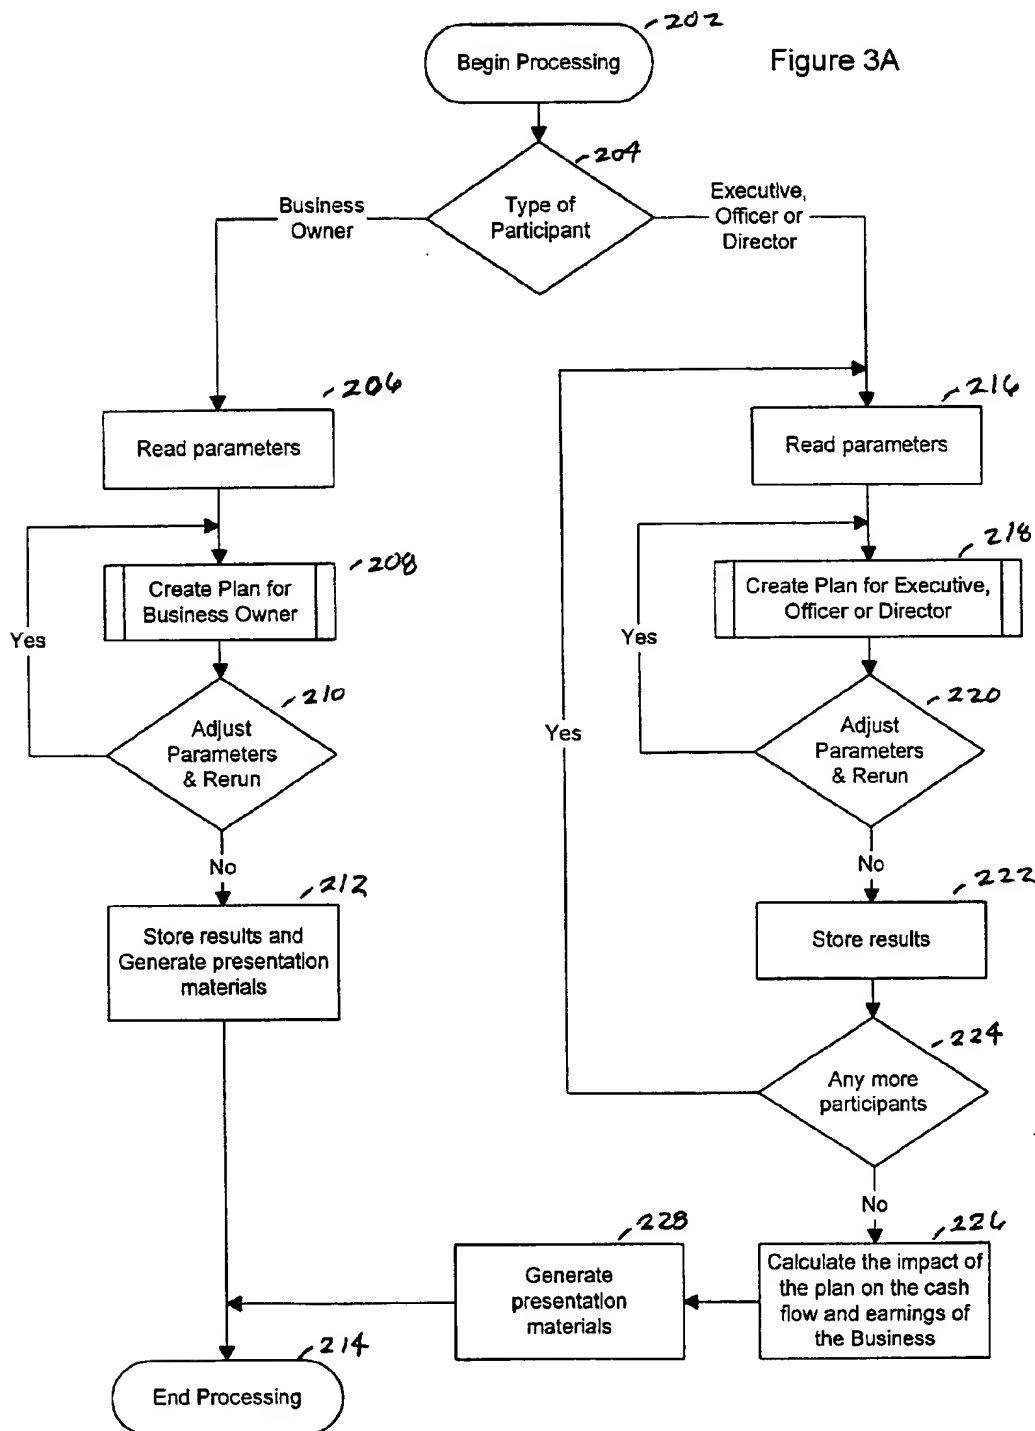 202
Begin Processing
Figure 3A
204
Type of
Participant
Business
Owner
Executive,
Officer or
Director
206
Read parameters
216
Read parameters
208
Create Plan for
Business Owner
Yes
218
Create Plan for Executive,
Officer or Director
Yes
210
Adjust
Parameters
& Rerun
No
220
Adjust
Parameters
& Rerun
Yes
No
212
Store results and
Generate presentation
materials
222
Store results
224
Any more
participants
No
228
Generate
presentation
materials
226
Calculate the impact of
the plan on the cash
flow and earnings of
the Business
214
End Processing